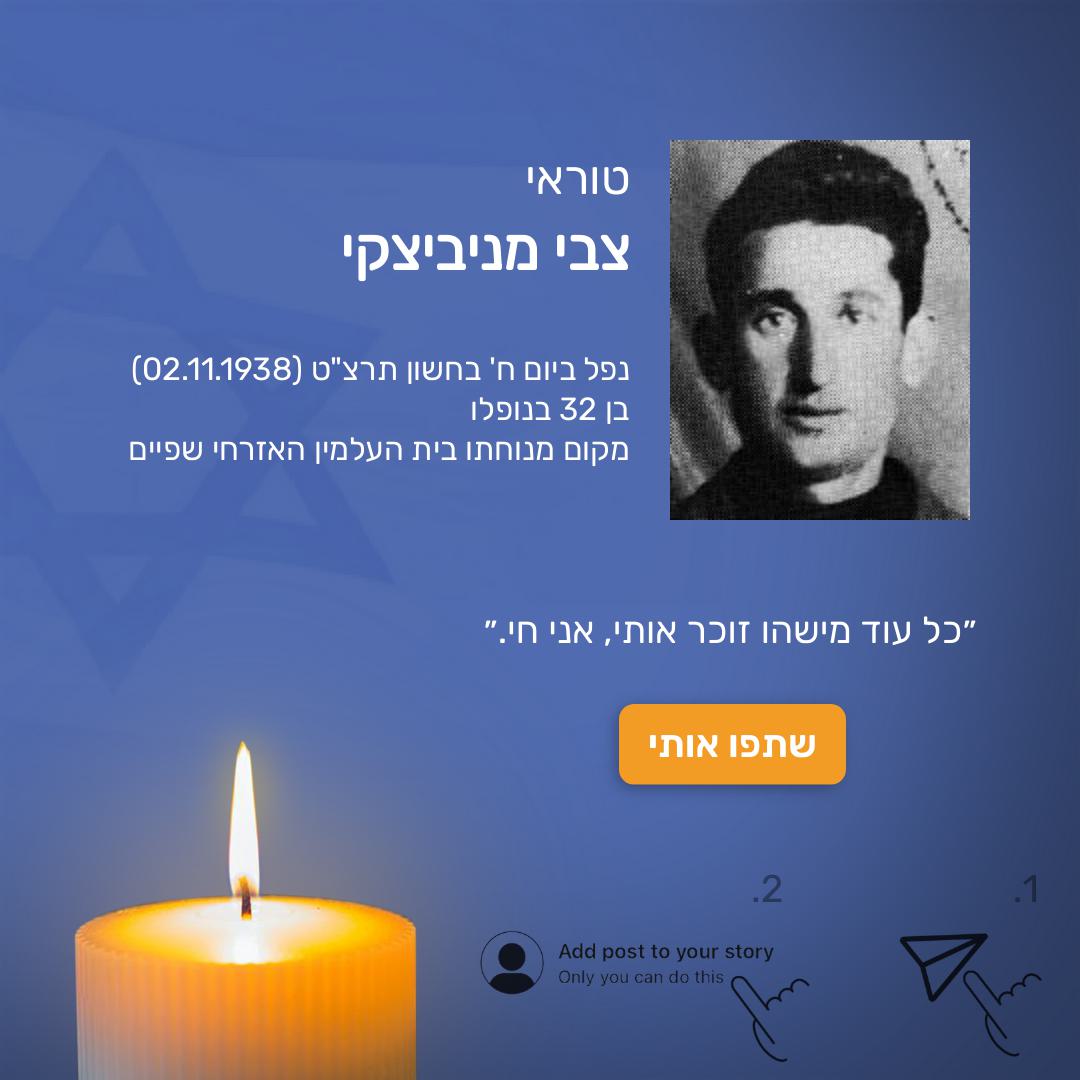 טוראי
צבי מניביצקי
נפל ביום ח' בחשון תרצ"ט (02.11.1938)
בן 32 בנופלו
מקום מנוחתו בית העלמין האזרחי שפיים
״כל עוד מישהו זוכר אותי, אני חי.״
שתפו אותי
.1
.2
Add post to your story
Only you can do this